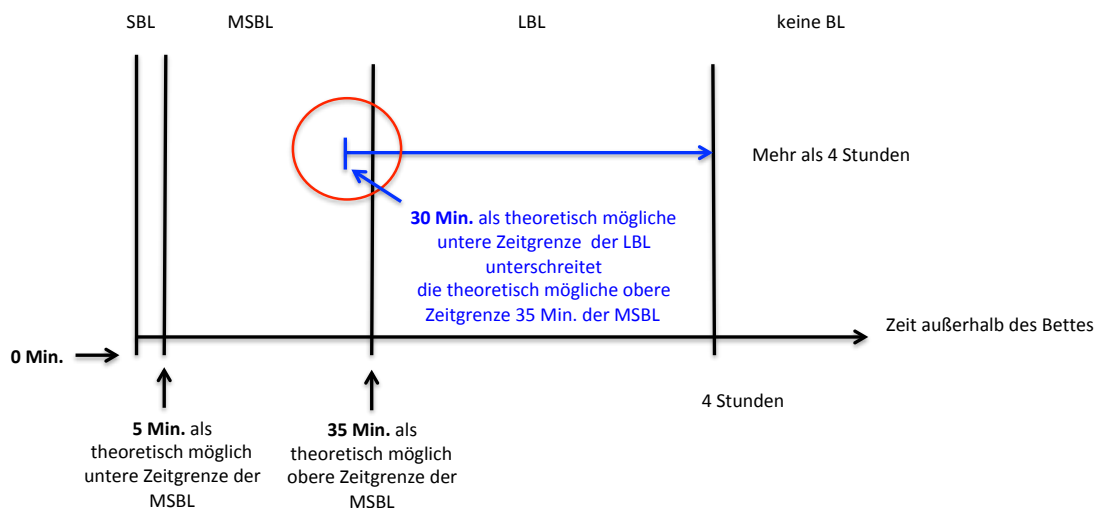 SBL MSBL LBL keine BL
Mehr als 4 Stunden
30 Min. als theoretisch mögliche
untere Zeitgrenze der LBL
unterschreitet
die theoretisch mögliche obere
Zeitgrenze 35 Min. der MSBL
Zeit außerhalb des Bettes
0 Min.
4 Stunden
5 Min. als
theoretisch möglich
untere Zeitgrenze der
MSBL
35 Min. als
theoretisch möglich
obere Zeitgrenze der
MSBL